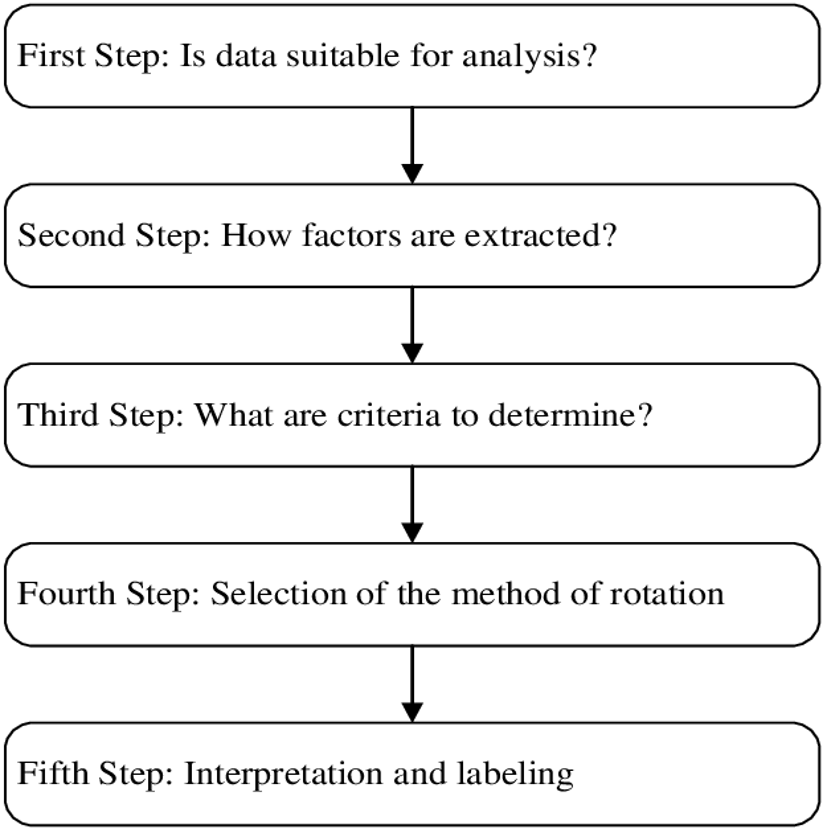 First Step: Is data suitable for analysis?
Second Step: How factors are extracted?
Third Step: What are criteria to determine?
Fourth Step: Selection of the method of rotation
Fifth Step: Interpretation and labeling